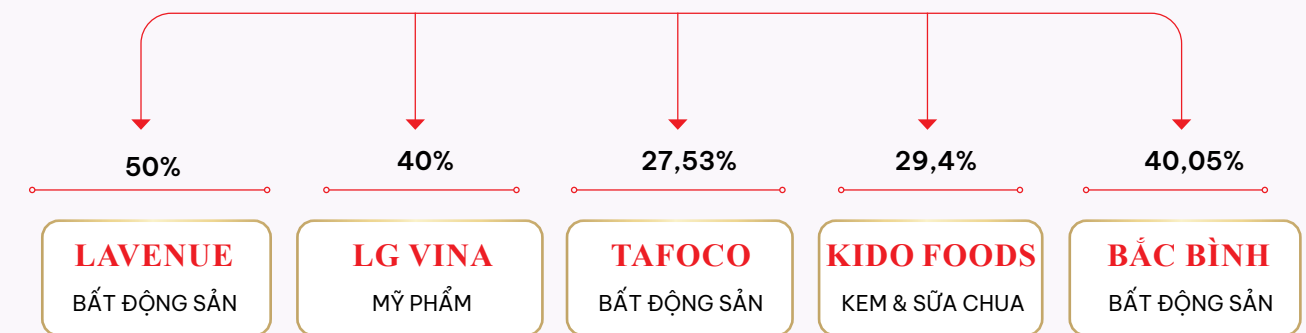 50%
40%
27,53%
29,4%
40,05%
LAVENUE
BẤT ĐỘNG SẢN
LG VINA
MỸ PHẨM
TAFOCO
BẤT ĐỘNG SẢN
KIDO FOODS
KEM & SỮA CHUA
BẮC BÌNH
BẤT ĐỘNG SẢN